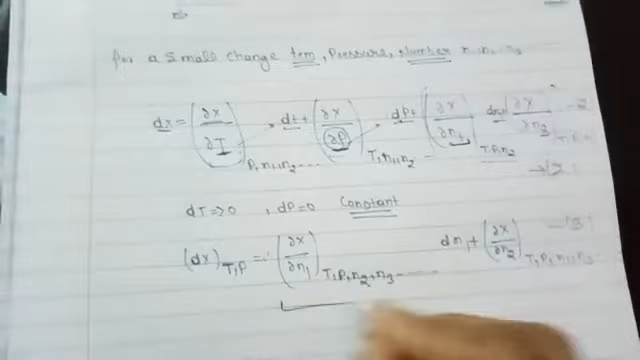 for a small change tem, Pressure, number n₁, n₂, n₃
dx = (∂x/∂T)P,n₁,n₂.... dt + (∂x/∂P)T,n₁,n₂.. dP + (∂x/∂n₁)T,P,n₂ dn₁ (∂x/∂n₂
dT=>0 , dP=0 Constant
(dx)T,P = (∂x/∂n₁)T,P,n₂,n₃...... dn₁ + (∂x/∂n₂)T,P,n₁,n₃